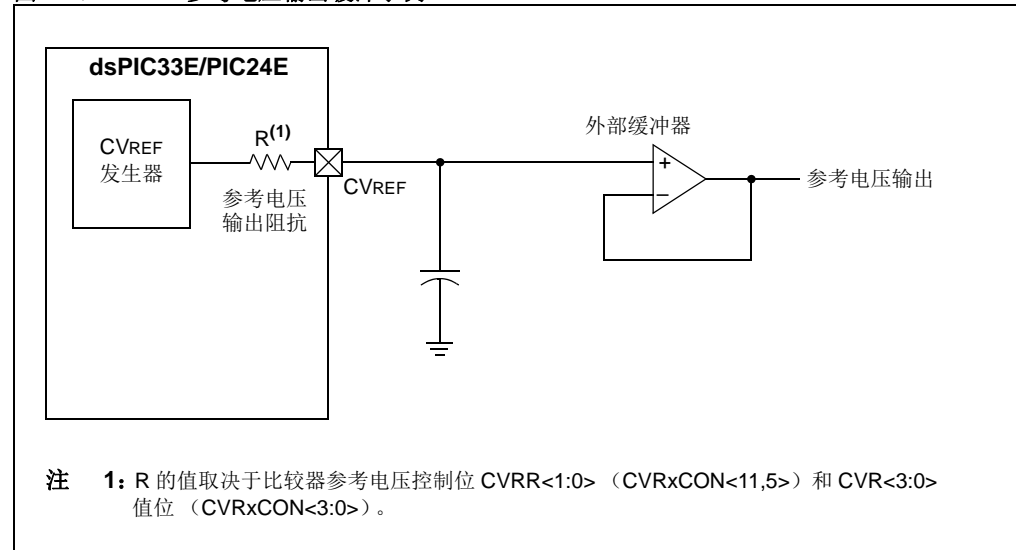 dsPIC33E/PIC24E
CVREF
发生器
R(1)
参考电压
输出阻抗
CVREF
外部缓冲器
+
–
参考电压输出
注 1: R 的值取决于比较器参考电压控制位 CVRR<1:0> （CVRxCON<11,5>）和 CVR<3:0>
值位 （CVRxCON<3:0>）。